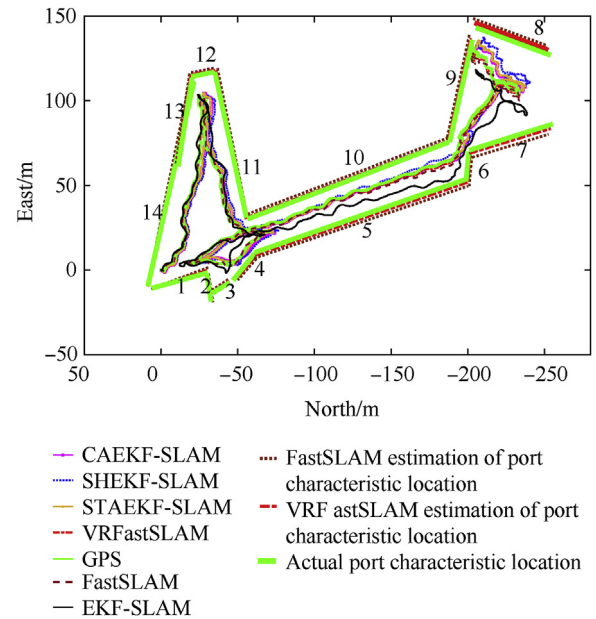 150
100
50
0
−50
East/m
50
0
−50
−100
−150
−200
−250
North/m
1
2
3
4
5
6
7
8
9
10
11
12
13
14
CAEKF-SLAM
SHEKF-SLAM
STAEKF-SLAM
VRFastSLAM
GPS
FastSLAM
EKF-SLAM
FastSLAM estimation of port
characteristic location
VRF astSLAM estimation of port
characteristic location
Actual port characteristic location